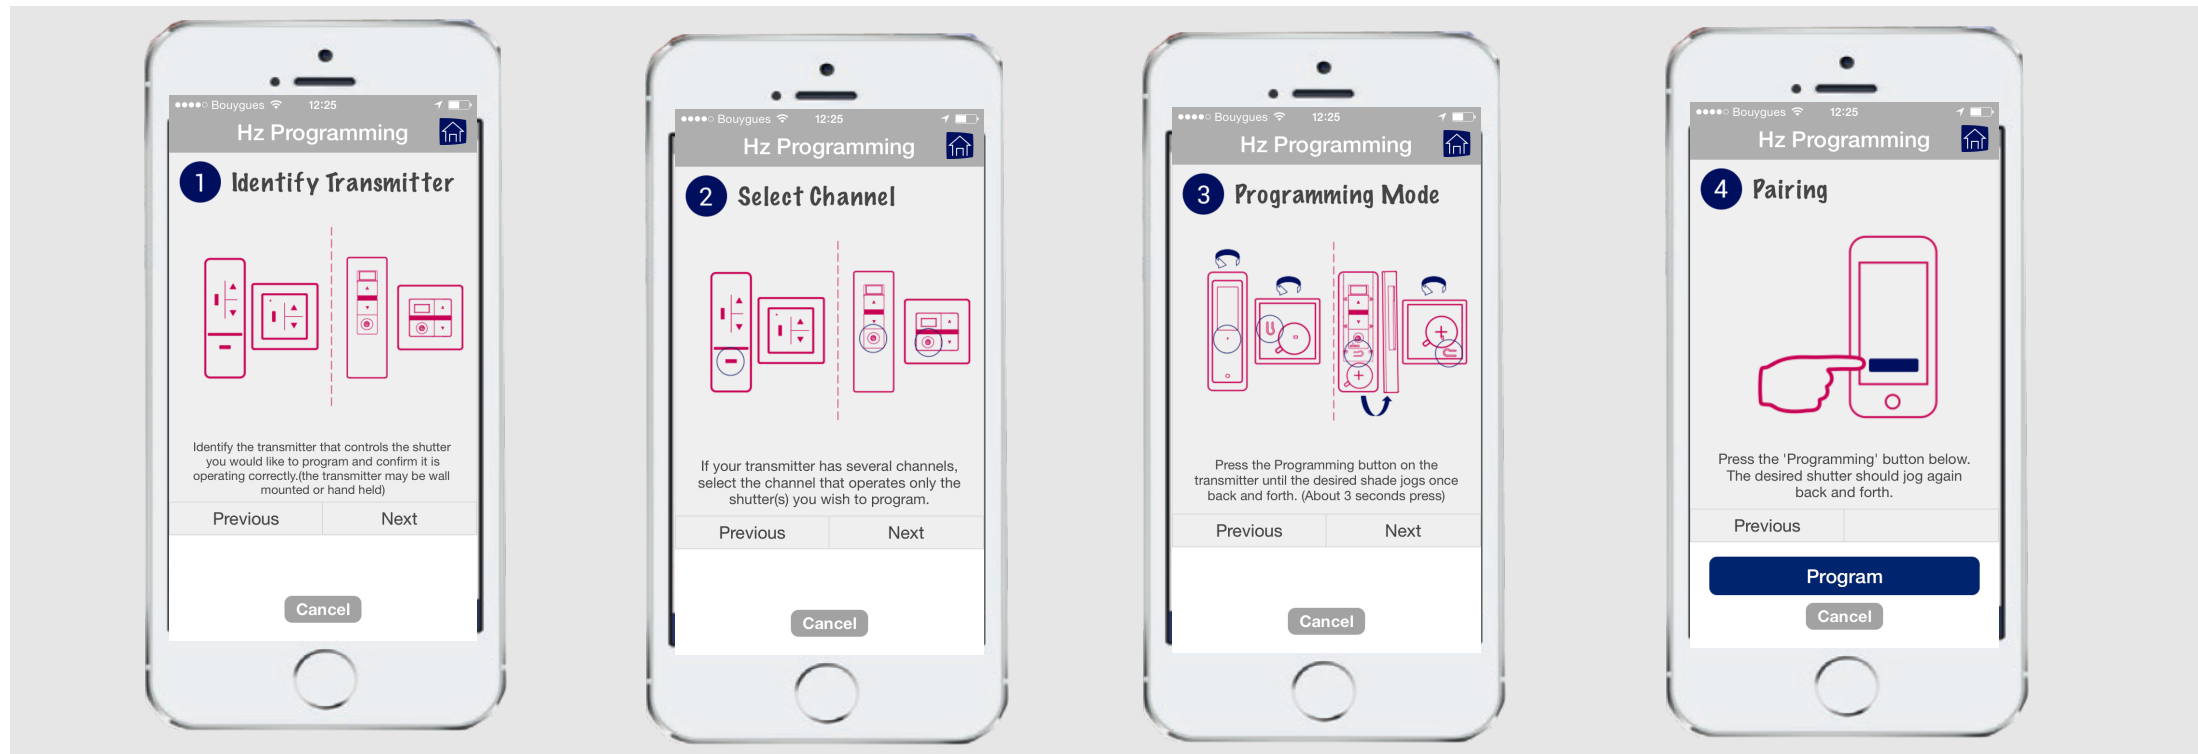 Bouygues 12:25
Hz Programming
1 Identify Transmitter
Identify the transmitter that controls the shutter
you would like to program and confirm it is
operating correctly.(the transmitter may be wall
mounted or hand held)
Previous Next
Cancel
Bouygues 12:25
Hz Programming
2 Select Channel
If your transmitter has several channels,
select the channel that operates only the
shutter(s) you wish to program.
Previous Next
Cancel
Bouygues 12:25
Hz Programming
3 Programming Mode
Press the Programming button on the
transmitter until the desired shade jogs once
back and forth. (About 3 seconds press)
Previous Next
Cancel
Bouygues 12:25
Hz Programming
4 Pairing
Press the 'Programming' button below.
The desired shutter should jog again
back and forth.
Previous
Program
Cancel